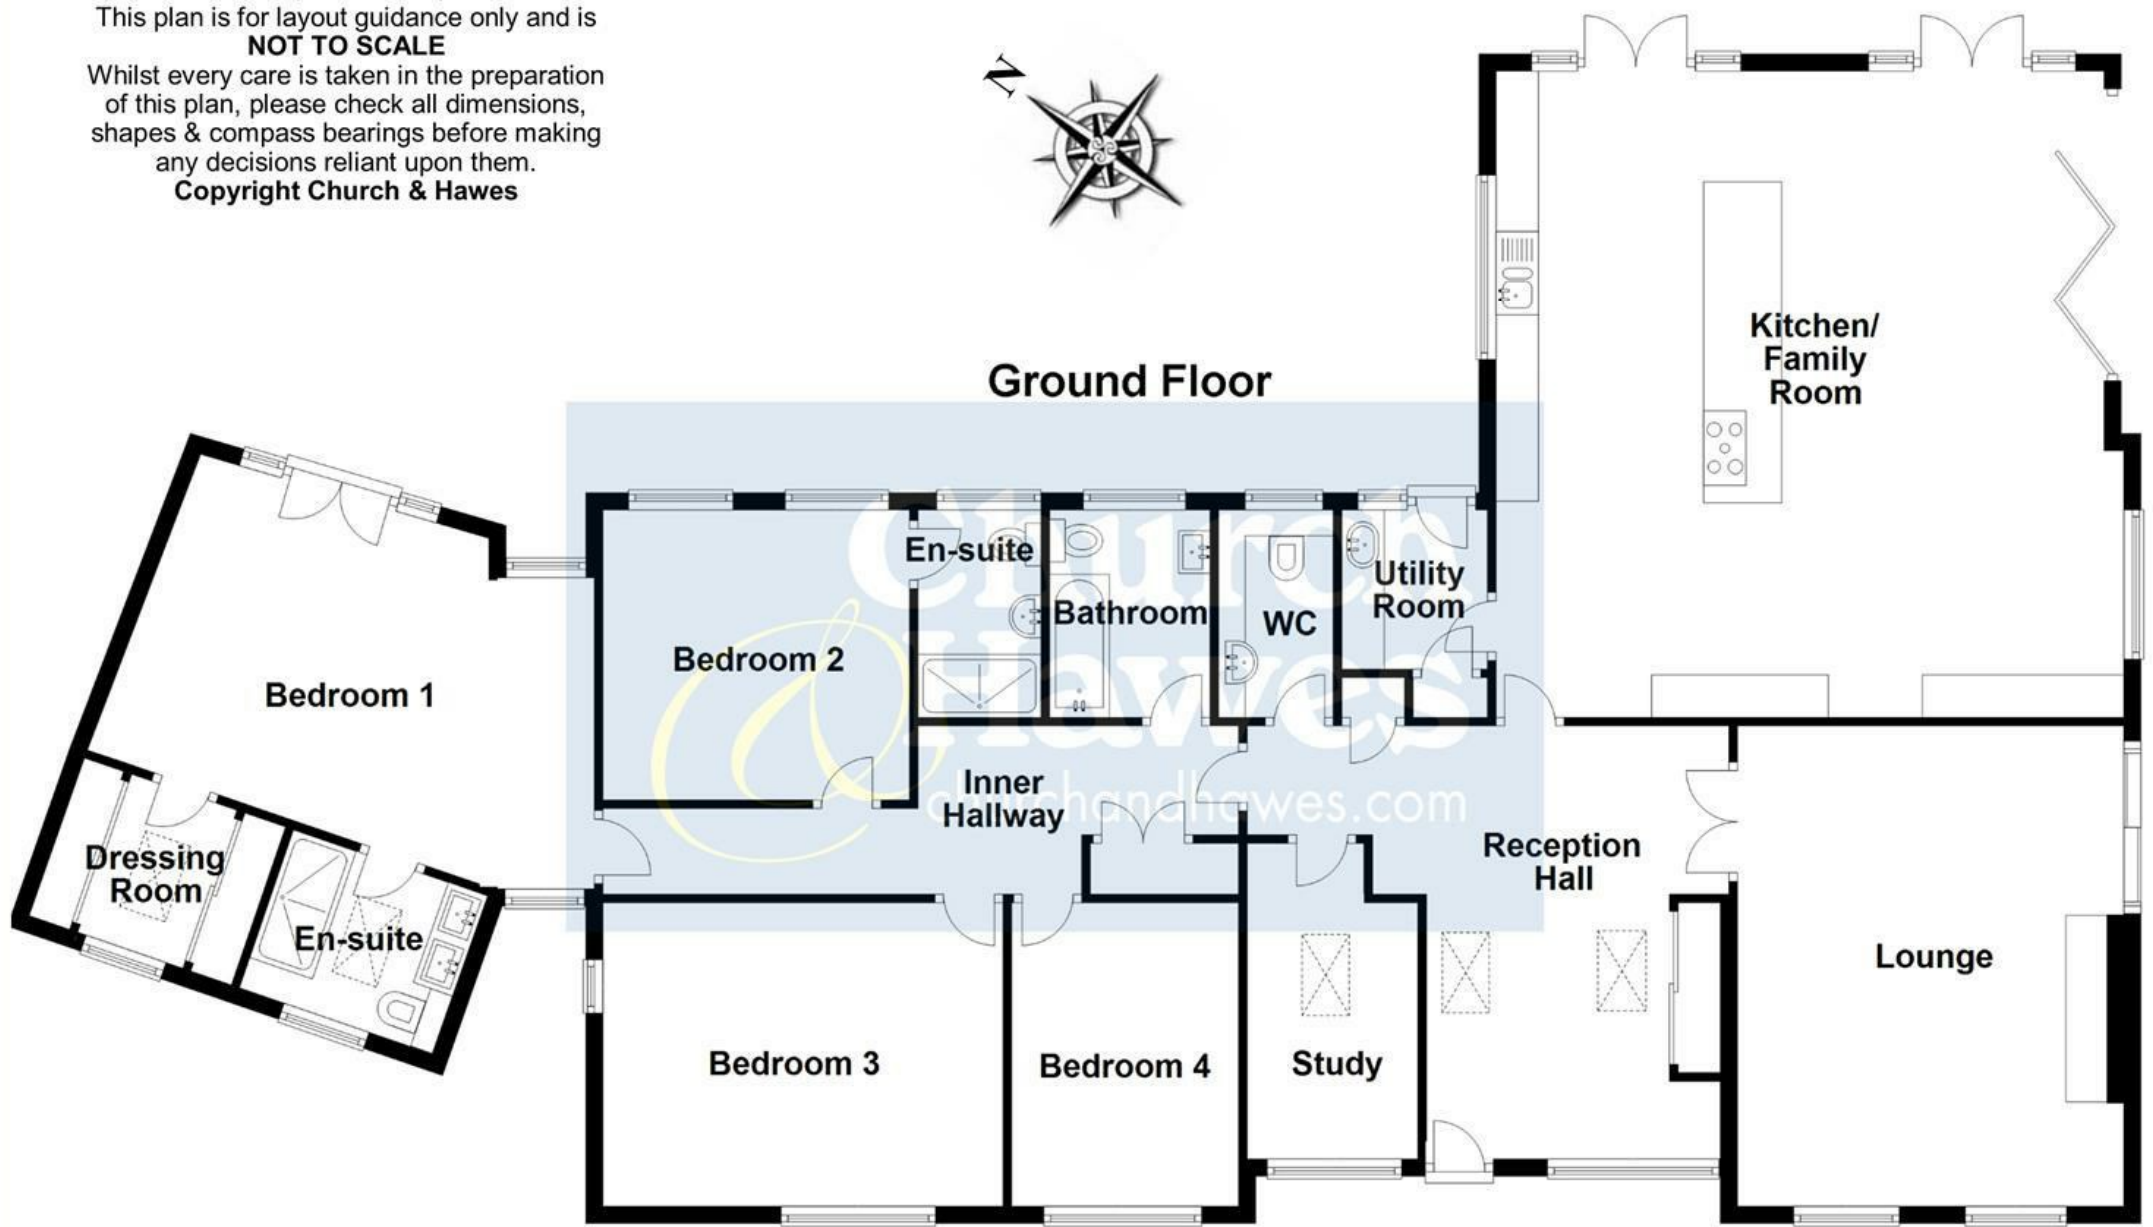 This plan is for layout guidance only and is
NOT TO SCALE
Whilst every care is taken in the preparation
of this plan, please check all dimensions,
shapes & compass bearings before making
any decisions reliant upon them.
Copyright Church & Hawes
N
Ground Floor
Kitchen/
Family
Room
En-suite
Bathroom
WC
Utility
Room
Bedroom 2
Bedroom 1
Inner
Hallway
Dressing
Room
En-suite
Reception
Hall
Lounge
Bedroom 3
Bedroom 4
Study
Church
& Hawes
churchandhawes.com